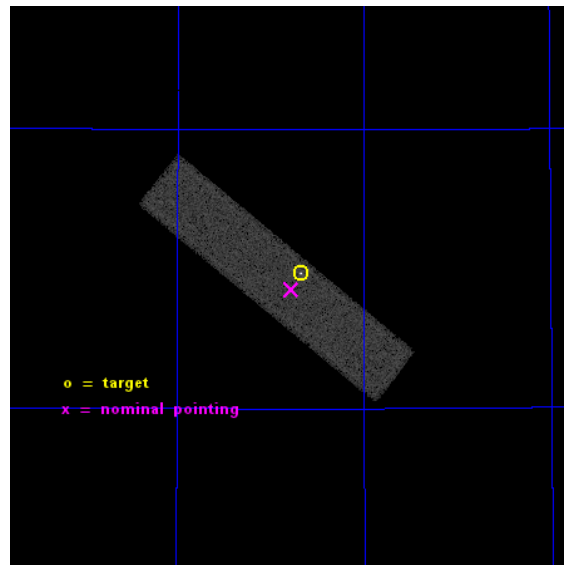 o = target
x = nominal pointing